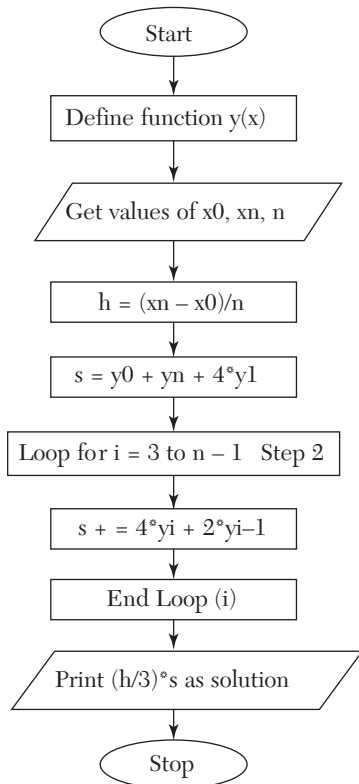 Start
Define function y(x)
Get values of x0, xn, n
h = (xn – x0)/n
s = y0 + yn + 4*y1
Loop for i = 3 to n – 1 Step 2
s + = 4*yi + 2*yi–1
End Loop (i)
Print (h/3)*s as solution
Stop